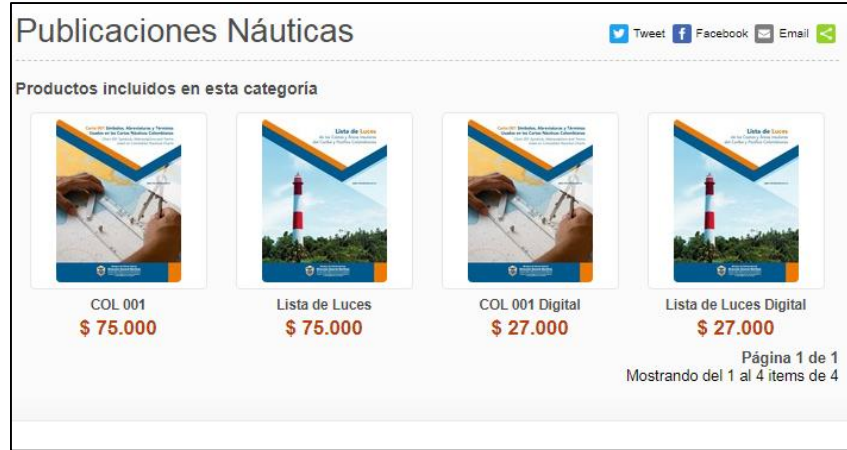 Publicaciones Náuticas
Tweet Facebook Email
Productos incluidos en esta categoría
Lista de Luces
Lista de Luces
COL 001
Lista de Luces
COL 001 Digital
Lista de Luces Digital
$ 75.000
$ 75.000
$ 27.000
$ 27.000
Página 1 de 1
Mostrando del 1 al 4 items de 4